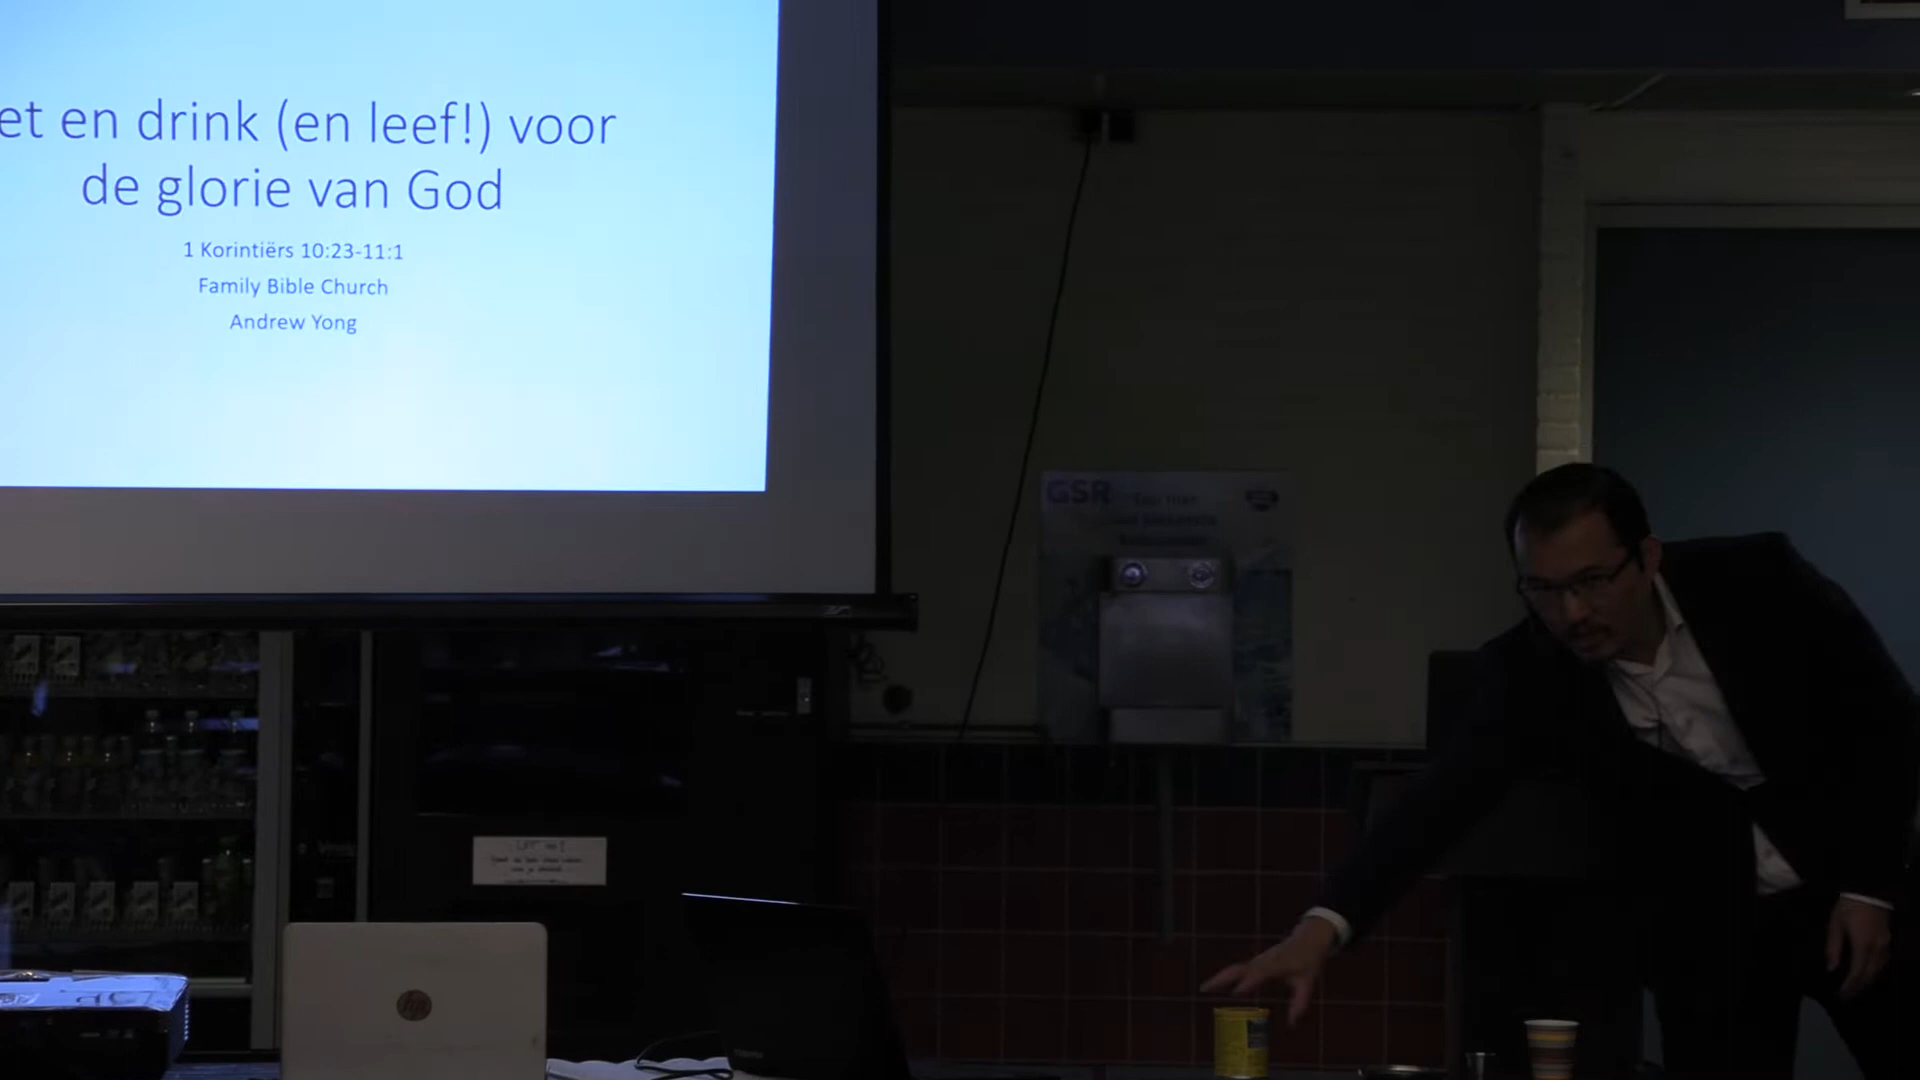 et en drink (en leef!) voor
de glorie van God
1 Korintiërs 10:23-11:1
Family Bible Church
Andrew Yong
GSR
hp